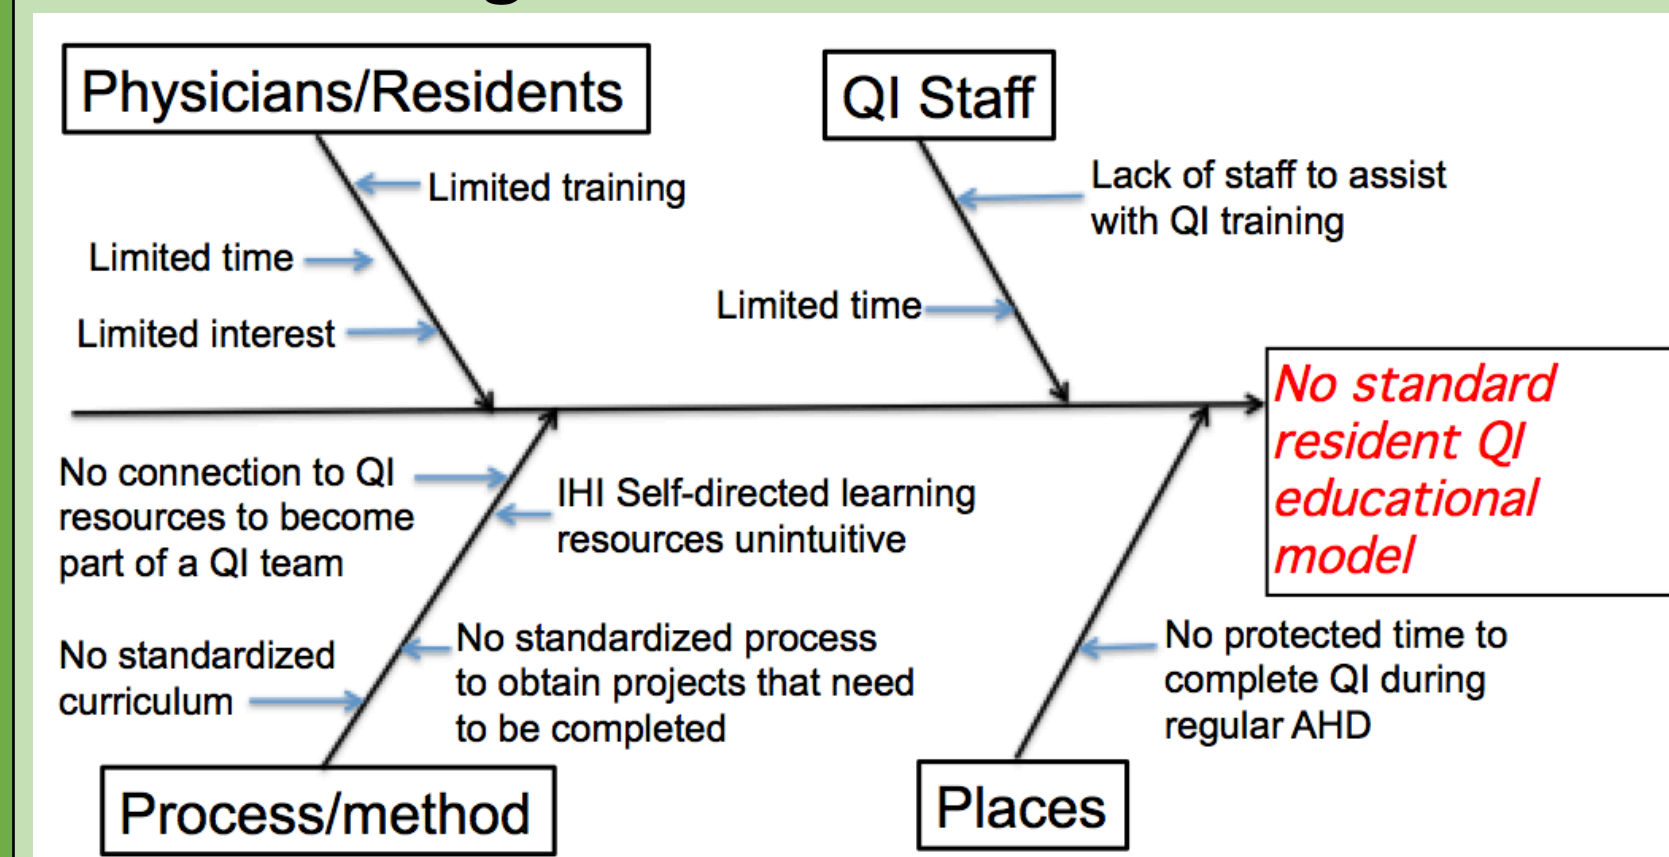 Physicians/Residents
QI Staff
Limited training
Limited time
Limited interest
Lack of staff to assist
with QI training
Limited time
No standard
resident QI
educational
model
No connection to QI
resources to become
part of a QI team
IHI Self-directed learning
resources unintuitive
No standardized
curriculum
No standardized process
to obtain projects that need
to be completed
No protected time to
complete QI during
regular AHD
Process/method
Places